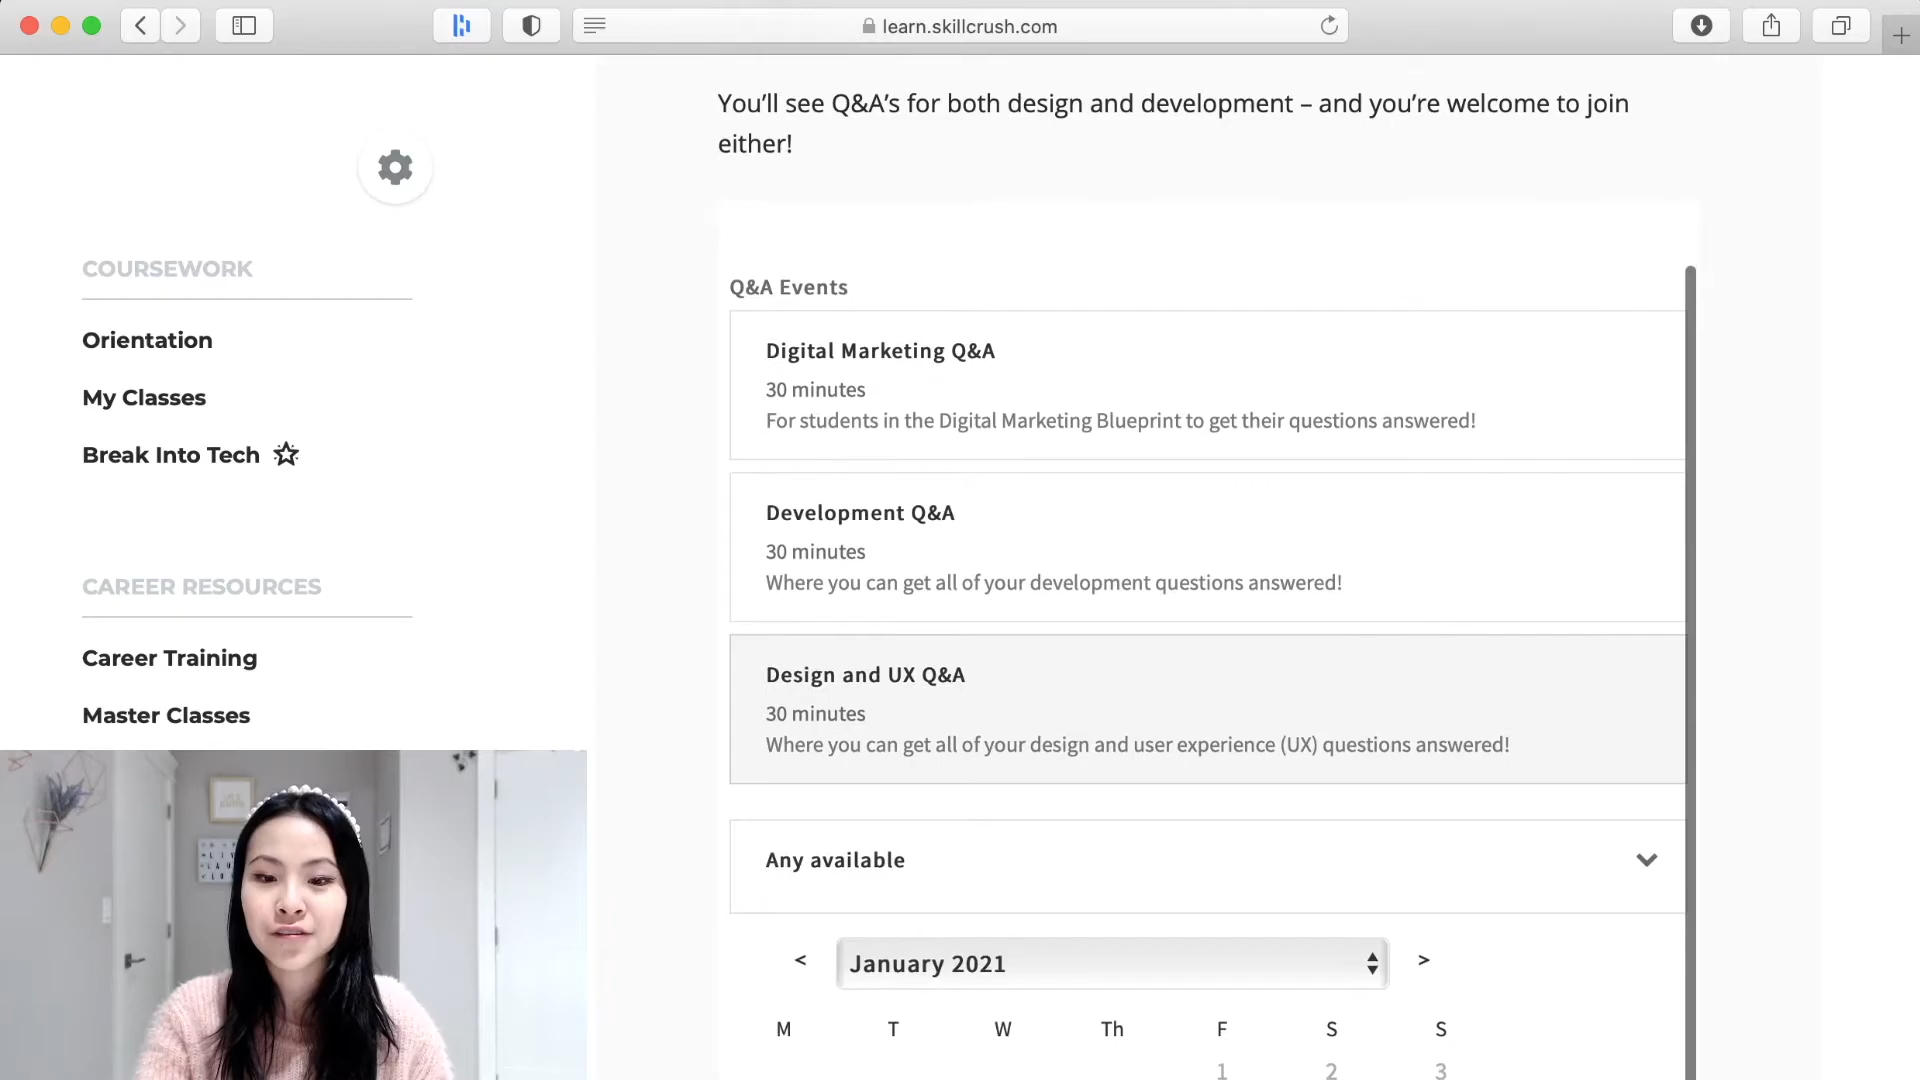 learn.skillcrush.com
You’ll see Q&A’s for both design and development – and you’re welcome to join
either!
COURSEWORK
Orientation
My Classes
Break Into Tech
CAREER RESOURCES
Career Training
Master Classes
Q&A Events
Digital Marketing Q&A
30 minutes
For students in the Digital Marketing Blueprint to get their questions answered!
Development Q&A
30 minutes
Where you can get all of your development questions answered!
Design and UX Q&A
30 minutes
Where you can get all of your design and user experience (UX) questions answered!
Any available
< January 2021 >
M T W Th F S S
1 2 3